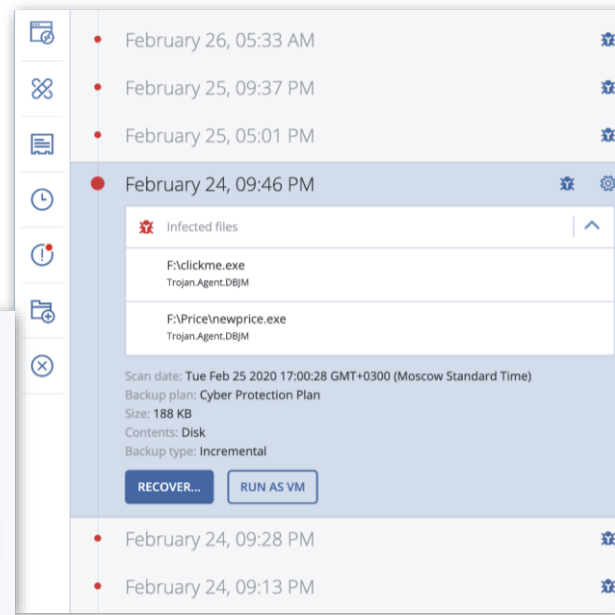 February 26, 05:33 AM
February 25, 09:37 PM
February 25, 05:01 PM
February 24, 09:46 PM
Infected files
F:\clickme.exe
Trojan.Agent.DBJM
F:\Price\newprice.exe
Trojan.Agent.DBJM
Scan date: Tue Feb 25 2020 17:00:28 GMT+0300 (Moscow Standard Time)
Backup plan: Cyber Protection Plan
Size: 188 KB
Contents: Disk
Backup type: Incremental
RECOVER... RUN AS VM
February 24, 09:28 PM
February 24, 09:13 PM